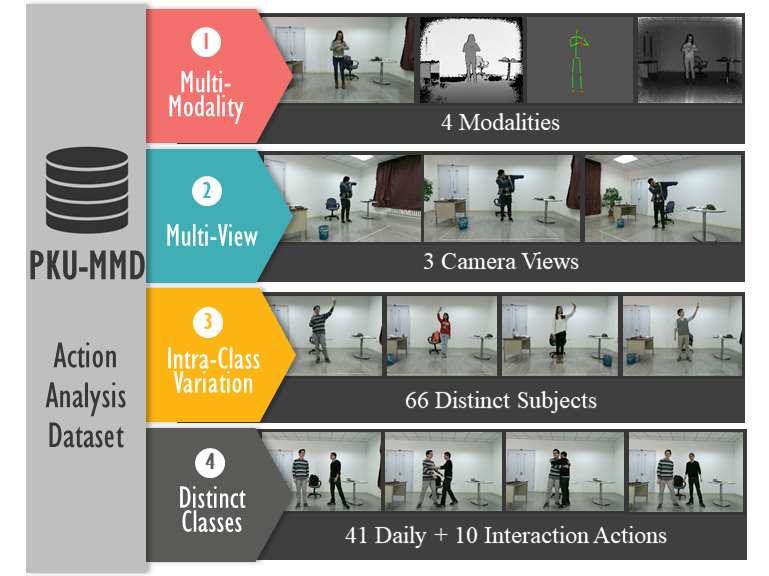 PKU-MMD
Action
Analysis
Dataset
1
Multi-
Modality
4 Modalities
2
Multi-View
3 Camera Views
3
Intra-Class
Variation
66 Distinct Subjects
4
Distinct
Classes
41 Daily + 10 Interaction Actions